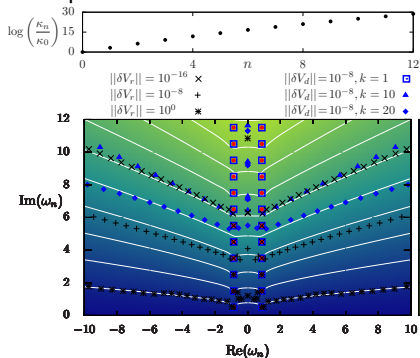 30
15
0
log (κn/κ0)
0 4 n 8 12
||δVr|| = 10^−16 × ||δVd|| = 10^−8, k = 1
||δVr|| = 10^−8 + ||δVd|| = 10^−8, k = 10
||δVr|| = 10^0 ||δVd|| = 10^−8, k = 20
12
10
8
Im(ωn)
6
4
2
0
−10 −8 −6 −4 −2 0 2 4 6 8 10
Re(ωn)